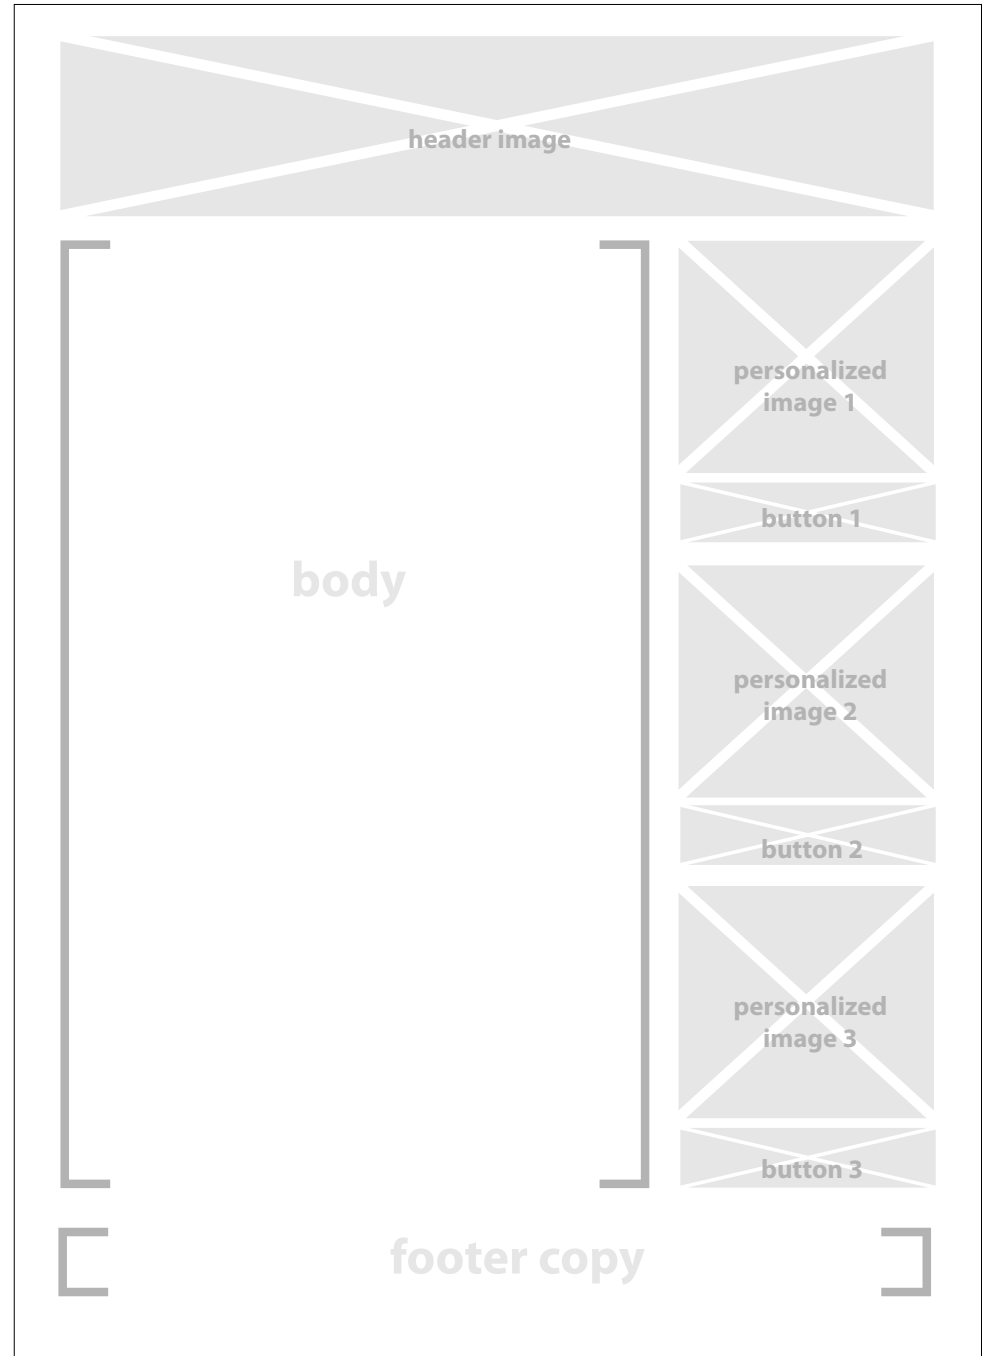 header image
body
personalized
image 1
button 1
personalized
image 2
button 2
personalized
image 3
button 3
footer copy